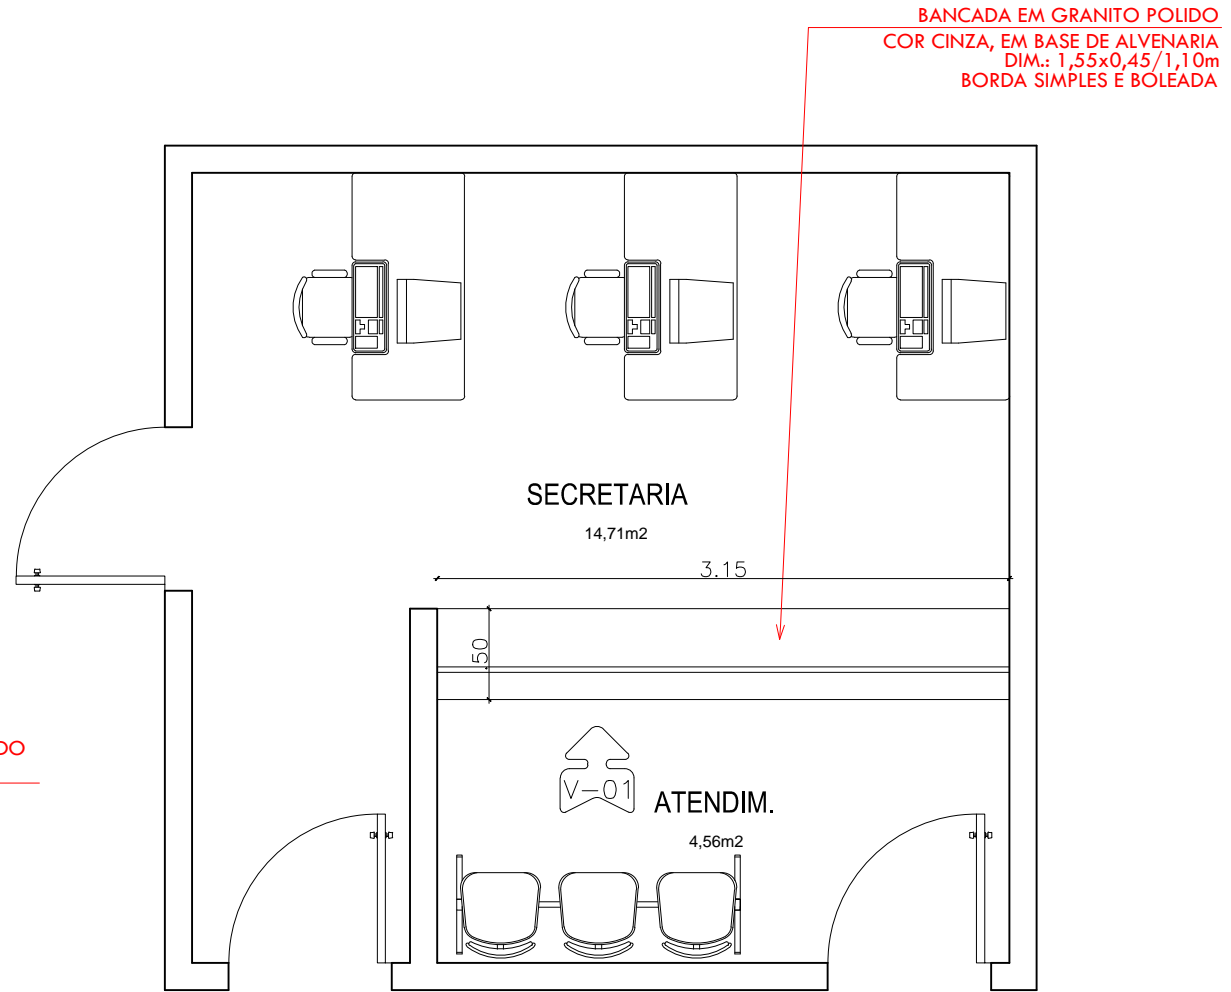 BANCADA EM GRANITO POLIDO
COR CINZA, EM BASE DE ALVENARIA
DIM.: 1,55x0,45/1,10m
BORDA SIMPLES E BOLEADA
SECRETARIA
14,71m2
3.15
.50
V-01
ATENDIM.
4,56m2